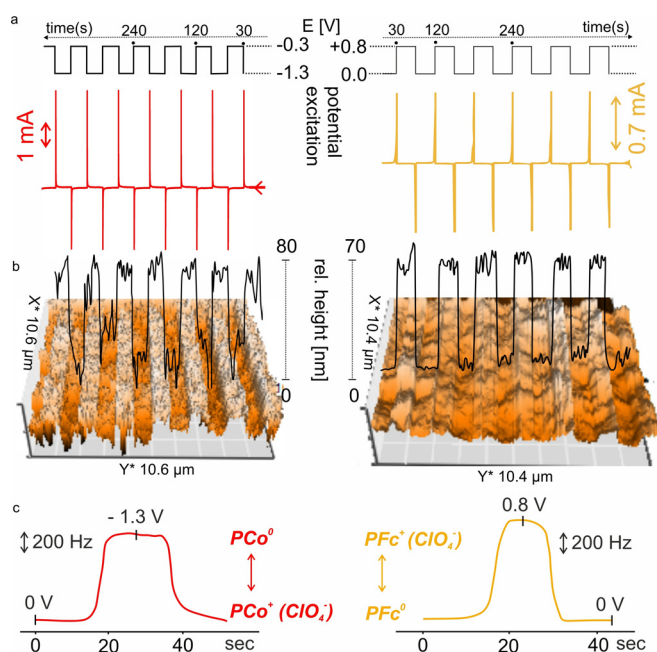 a
time(s) 240 120 30
E [V]
30 120 240 time(s)
-0.3
-1.3
+0.8
0.0
potential
excitation
1 mA
0.7 mA
b
80
0
rel. height [nm]
70
0
X* 10.6 µm
Y* 10.6 µm
X* 10.4 µm
Y* 10.4 µm
c
200 Hz
- 1.3 V
0 V
0 20 40 sec
PCo⁰
PCo⁺ (ClO₄⁻)
PFc⁺ (ClO₄⁻)
PFc⁰
0.8 V
200 Hz
0 V
0 20 40 sec